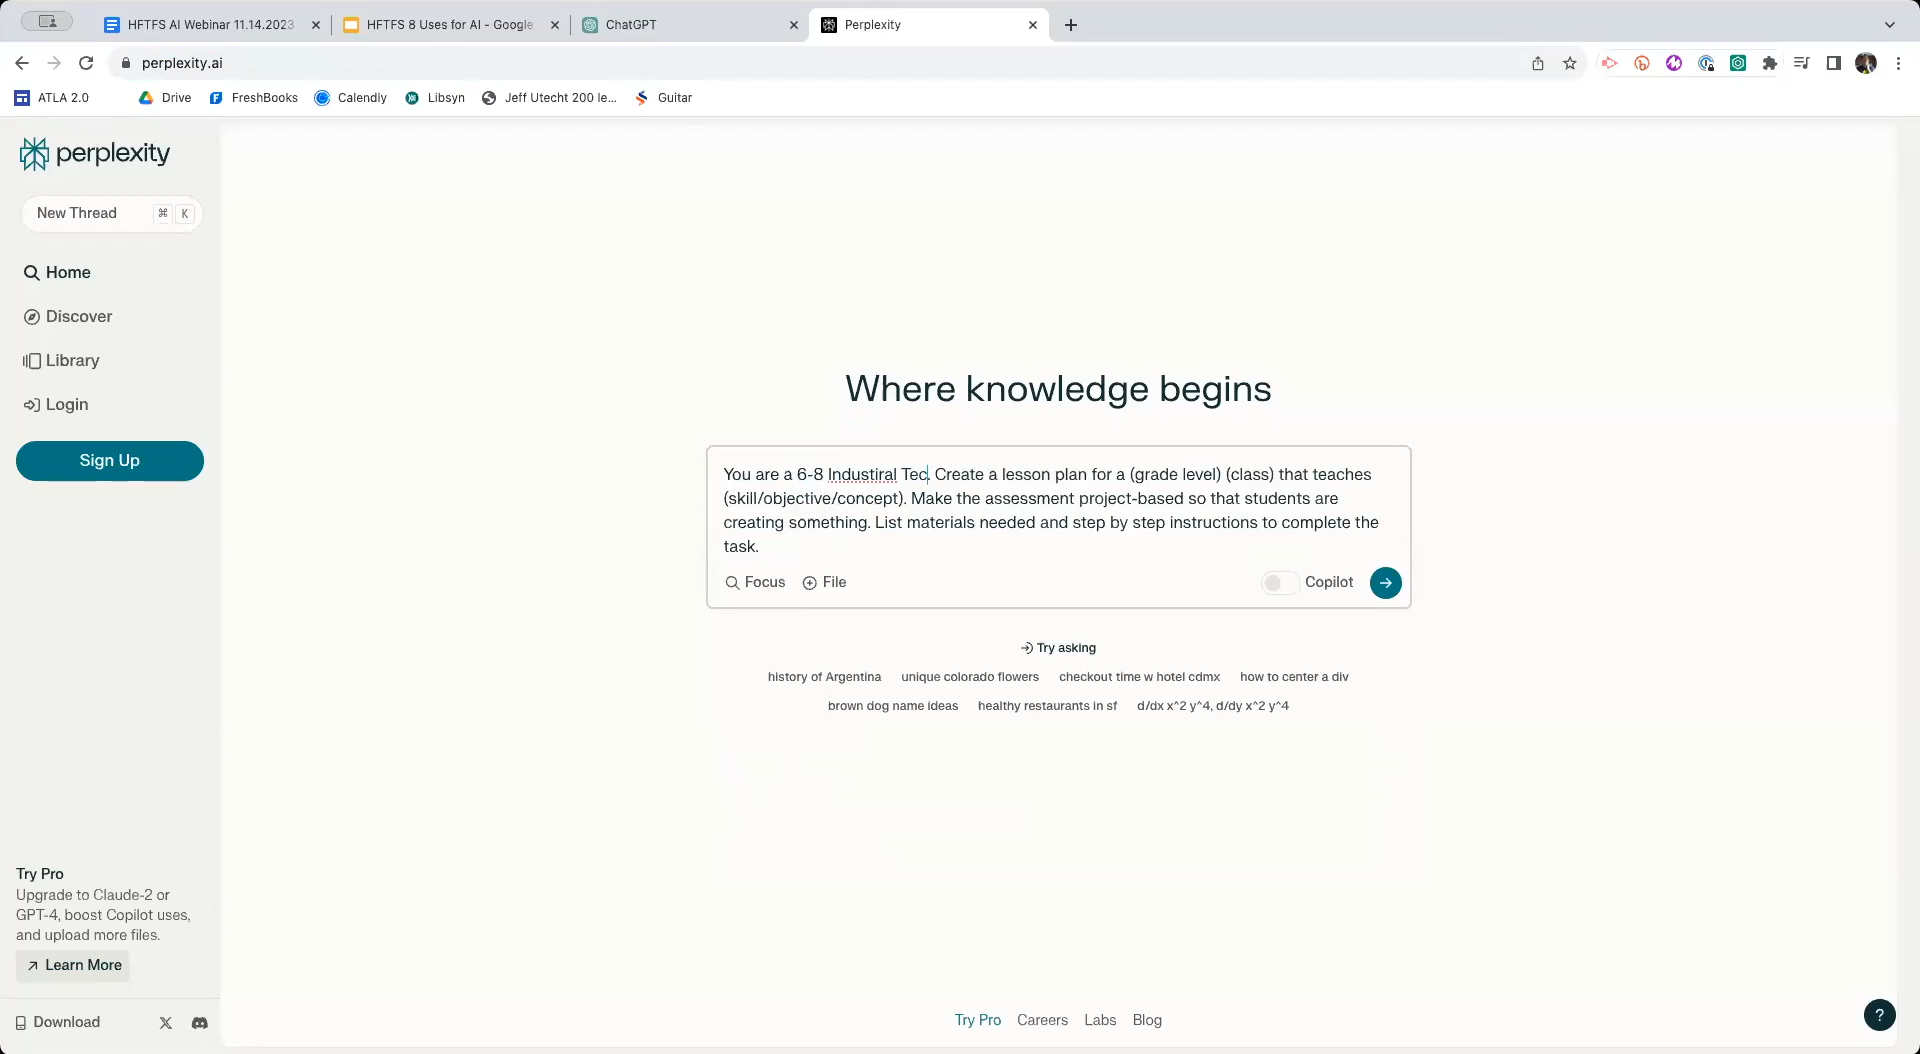 HFTFS AI Webinar 11.14.2023
HFTFS 8 Uses for AI - Google
ChatGPT
Perplexity
perplexity.ai
ATLA 2.0
Drive
FreshBooks
Calendly
Libsyn
Jeff Utecht 200 le...
Guitar
perplexity
New Thread ⌘ K
Home
Discover
Library
Login
Sign Up
Where knowledge begins
You are a 6-8 Industiral Tec. Create a lesson plan for a (grade level) (class) that teaches
(skill/objective/concept). Make the assessment project-based so that students are
creating something. List materials needed and step by step instructions to complete the
task.
Focus
File
Copilot
Try asking
history of Argentina
unique colorado flowers
checkout time w hotel cdmx
how to center a div
brown dog name ideas
healthy restaurants in sf
d/dx x^2 y^4, d/dy x^2 y^4
Try Pro
Upgrade to Claude-2 or
GPT-4, boost Copilot uses,
and upload more files.
Learn More
Download
Try Pro
Careers
Labs
Blog
?